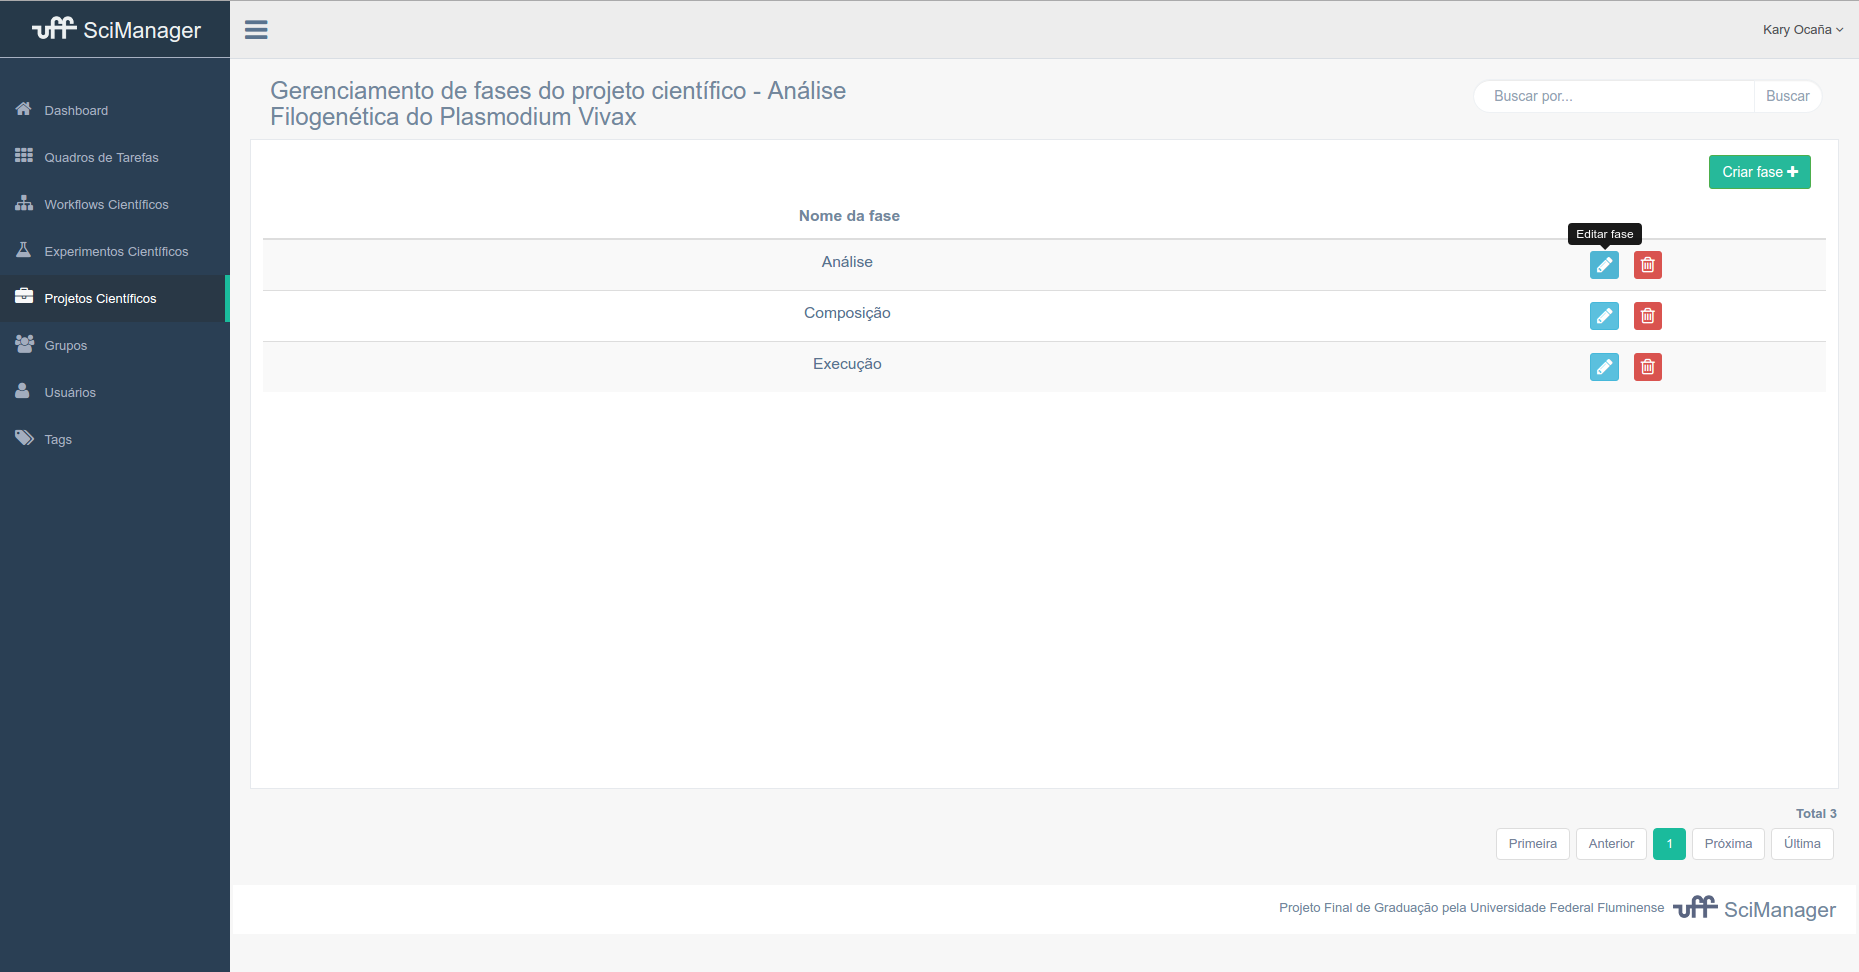 uff SciManager
Kary Ocaña
Dashboard
Quadros de Tarefas
Workflows Científicos
Experimentos Científicos
Projetos Científicos
Grupos
Usuários
Tags
Gerenciamento de fases do projeto científico - Análise
Filogenética do Plasmodium Vivax
Buscar por... Buscar
Criar fase
Nome da fase
Editar fase
Análise
Composição
Execução
Total 3
Primeira Anterior 1 Próxima Última
Projeto Final de Graduação pela Universidade Federal Fluminense uff SciManager